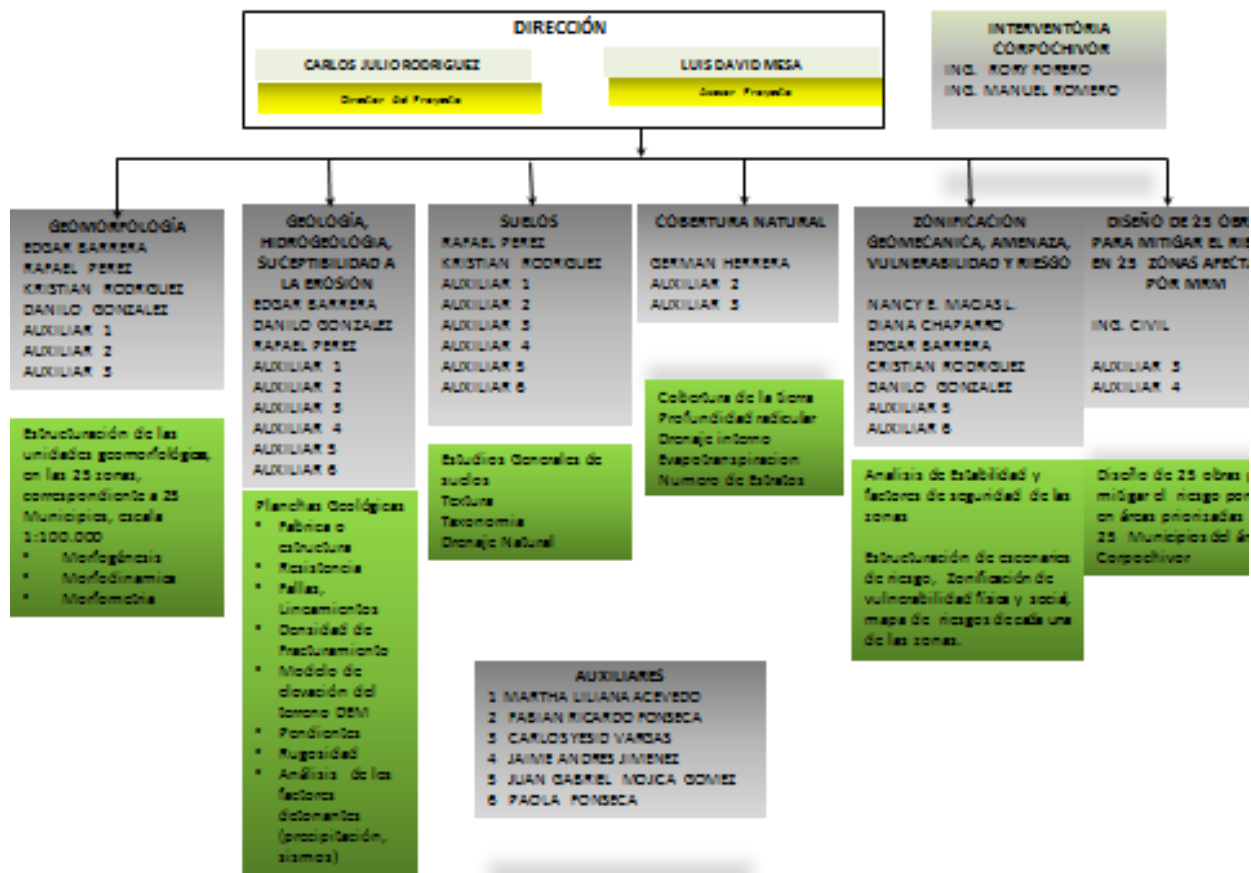 DIRECCIÓN
CARLOS JULIO RODRIGUEZ
Director del Proyecto
LUIS DAVID MESA
Asesor Proyecto
INTERVENTORIA
CORPOCHIVOR
ING. RORY FORERO
ING. MANUEL ROMERO
GEOMORFOLOGÍA
EDGAR BARRERA
RAFAEL PEREZ
KRISTIAN RODRIGUEZ
DANILO GONZALEZ
AUXILIAR 1
AUXILIAR 2
AUXILIAR 3
Estructuración de las
unidades geomorfológica,
en las 25 zonas,
correspondiente a 25
Municipios, escala
1:100.000
• Morfogénesis
• Morfodinamica
• Morfometria
GEOLOGÍA,
HIDROGEOLOGIA,
SUCEPTIBILIDAD A
LA EROSIÓN
EDGAR BARRERA
DANILO GONZALEZ
RAFAEL PEREZ
AUXILIAR 1
AUXILIAR 2
AUXILIAR 3
AUXILIAR 4
AUXILIAR 5
AUXILIAR 6
Planchas Geológicas
• Fabrica o
estructura
• Resistencia
• Fallas,
Lineamientos
• Densidad de
Fracturamiento
• Modelo de
elevación del
terreno DEM
• Pendientes
• Rugosidad
• Análisis de los
factores
detonantes
(precipitación,
sismos)
SUELOS
RAFAEL PEREZ
KRISTIAN RODRIGUEZ
AUXILIAR 1
AUXILIAR 2
AUXILIAR 3
AUXILIAR 4
AUXILIAR 5
AUXILIAR 6
Estudios Generales de
suelos
Textura
Taxonomia
Drenaje Natural
COBERTURA NATURAL
GERMAN HERRERA
AUXILIAR 2
AUXILIAR 3
Cobertura de la tierra
Profundidad radicular
Drenaje interno
Evapotranspiracion
Numero de Estratos
ZONIFICACIÓN
GEOMECANICA, AMENAZA,
VULNERABILIDAD Y RIESGO
NANCY E. MACIAS L.
DIANA CHAPARRO
EDGAR BARRERA
CRISTIAN RODRIGUEZ
DANILO GONZALEZ
AUXILIAR 5
AUXILIAR 6
Analisis de Estabilidad y
factores de seguridad de las
zonas
Estructuración de escenarios
de riesgo, Zonificación de
vulnerabilidad física y social,
mapa de riesgos de cada una
de las zonas.
DISEÑO DE 25 OBR
PARA MITIGAR EL RIE
EN 25 ZONAS AFECTA
POR MRM
ING. CIVIL
AUXILIAR 3
AUXILIAR 4
Diseño de 25 obras
mitigar el riesgo por
en áreas priorizadas
25 Municipios del ár
Corpochivor
AUXILIARES
1 MARTHA LILIANA ACEVEDO
2 FABIAN RICARDO FONSECA
3 CARLOS YESID VARGAS
4 JAIME ANDRES JIMENEZ
5 JUAN GABRIEL MOJICA GOMEZ
6 PAOLA FONSECA